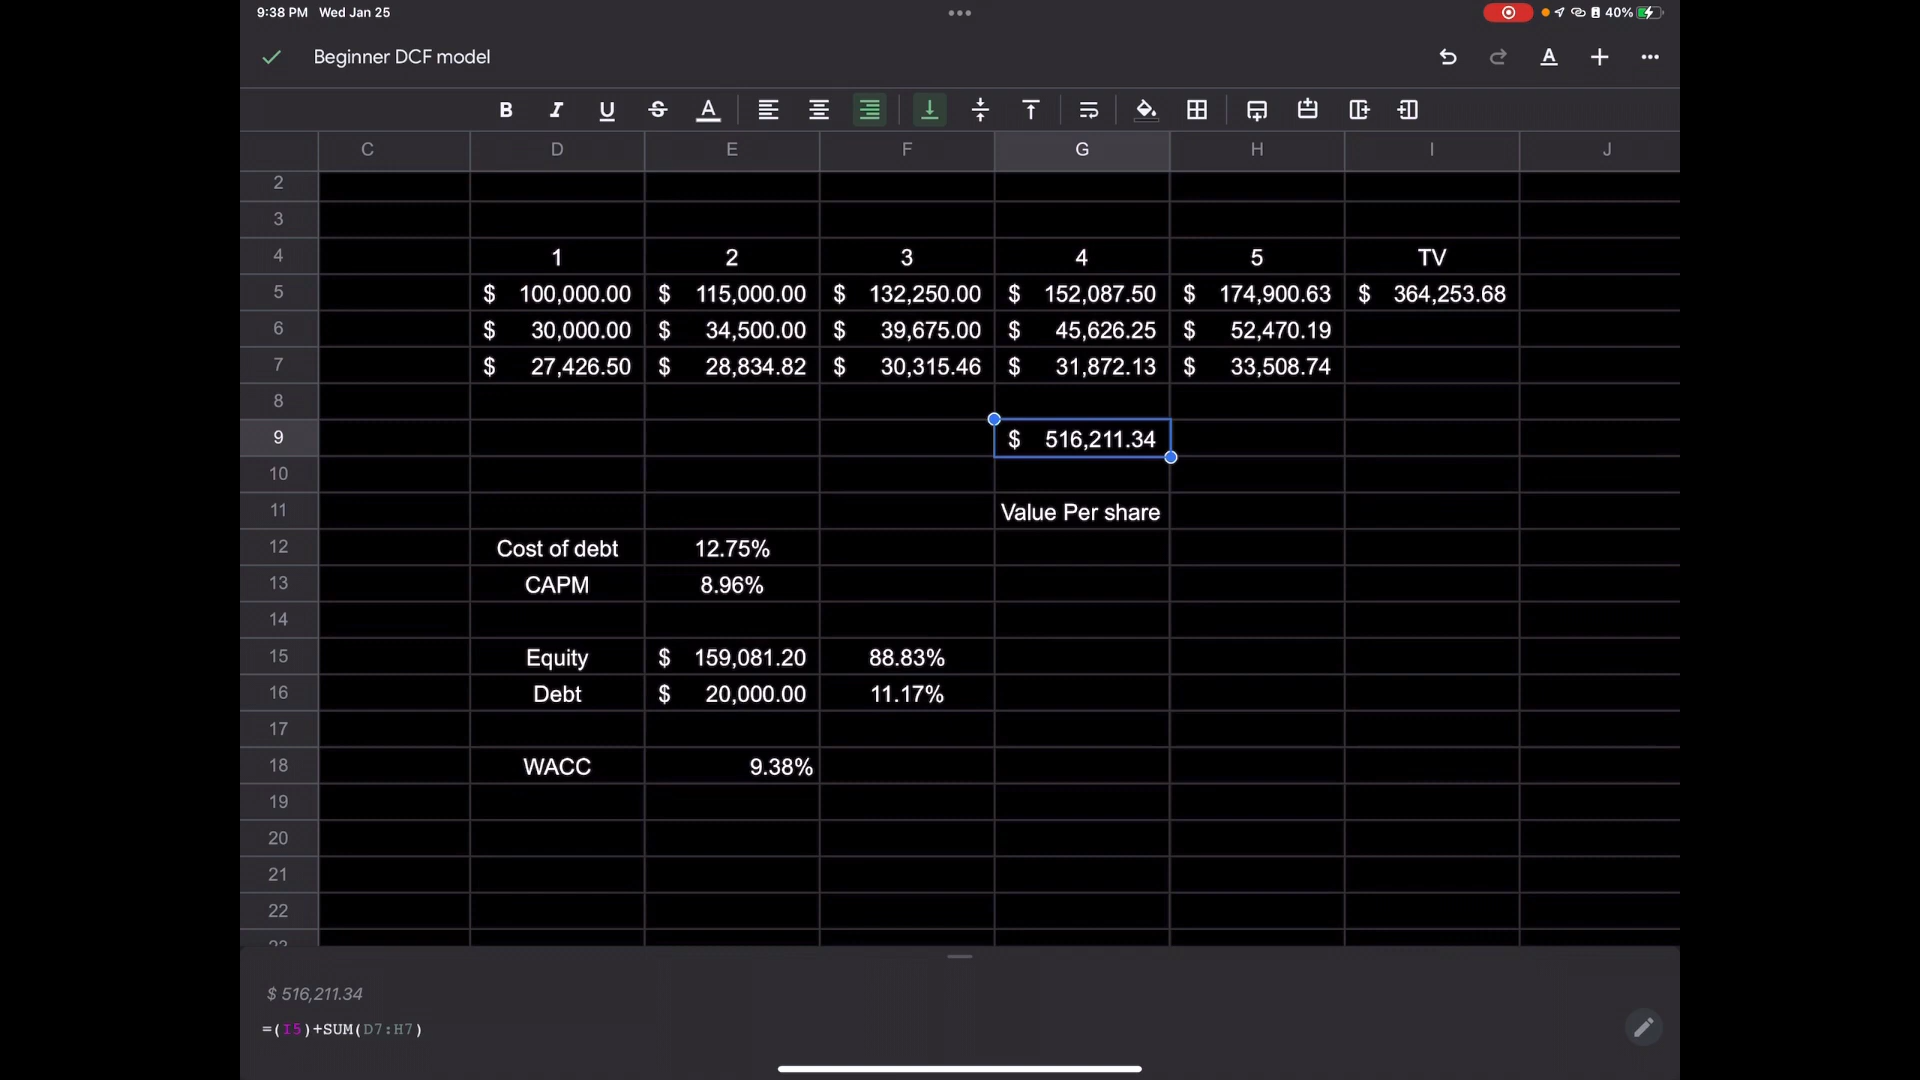 9:38 PM Wed Jan 25
40%
Beginner DCF model
B I U S A
C D E F G H I J
2
3
4 1 2 3 4 5 TV
5 $ 100,000.00 $ 115,000.00 $ 132,250.00 $ 152,087.50 $ 174,900.63 $ 364,253.68
6 $ 30,000.00 $ 34,500.00 $ 39,675.00 $ 45,626.25 $ 52,470.19
7 $ 27,426.50 $ 28,834.82 $ 30,315.46 $ 31,872.13 $ 33,508.74
8
9 $ 516,211.34
10
11 Value Per share
12 Cost of debt 12.75%
13 CAPM 8.96%
14
15 Equity $ 159,081.20 88.83%
16 Debt $ 20,000.00 11.17%
17
18 WACC 9.38%
19
20
21
22
23
$ 516,211.34
=(I5)+SUM(D7:H7)